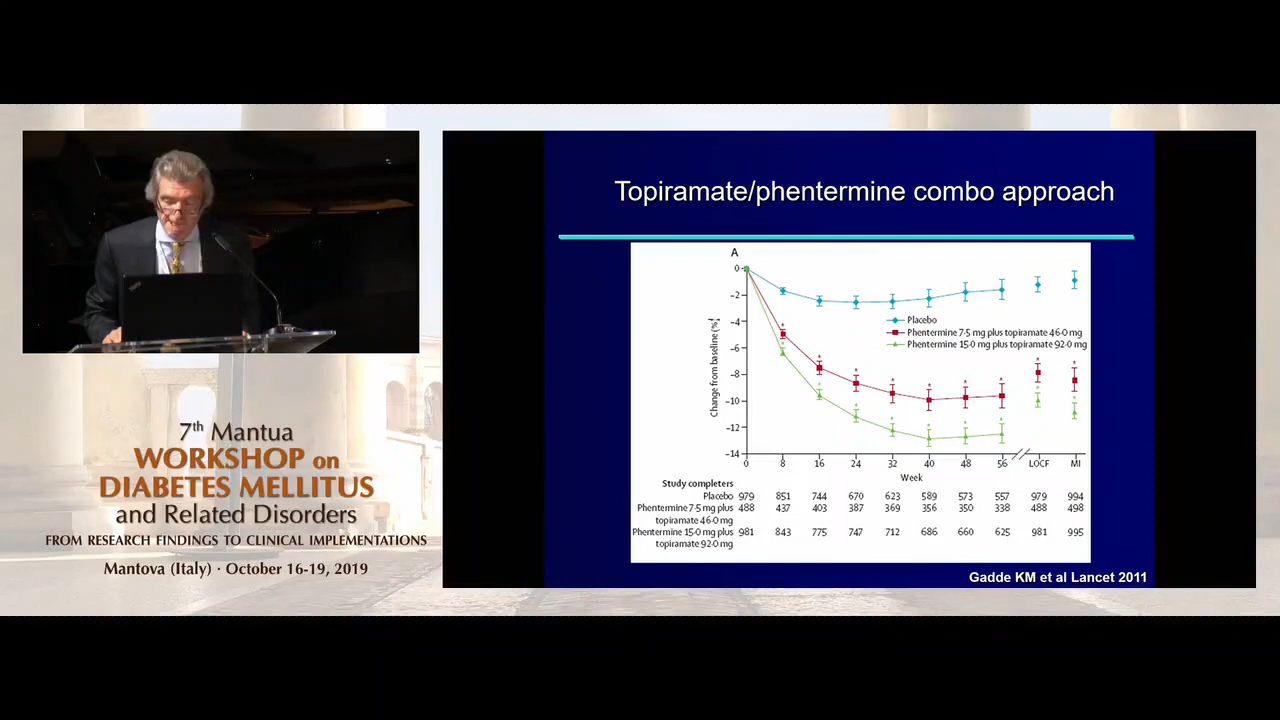 7th Mantua
WORKSHOP on
DIABETES MELLITUS
and Related Disorders
FROM RESEARCH FINDINGS TO CLINICAL IMPLEMENTATIONS
Mantova (Italy) · October 16-19, 2019
Topiramate/phentermine combo approach
A
Change from baseline (%)
0
–2
–4
–6
–8
–10
–12
–14
Placebo
Phentermine 7·5 mg plus topiramate 46·0 mg
Phentermine 15·0 mg plus topiramate 92·0 mg
0 8 16 24 32 40 48 56 LOCF MI
Week
Study completers
Placebo 979 851 744 670 623 589 573 557 979 994
Phentermine 7·5 mg plus 488 437 403 387 369 356 350 338 488 498
topiramate 46·0 mg
Phentermine 15·0 mg plus 981 843 775 747 712 686 660 625 981 995
topiramate 92·0 mg
Gadde KM et al Lancet 2011